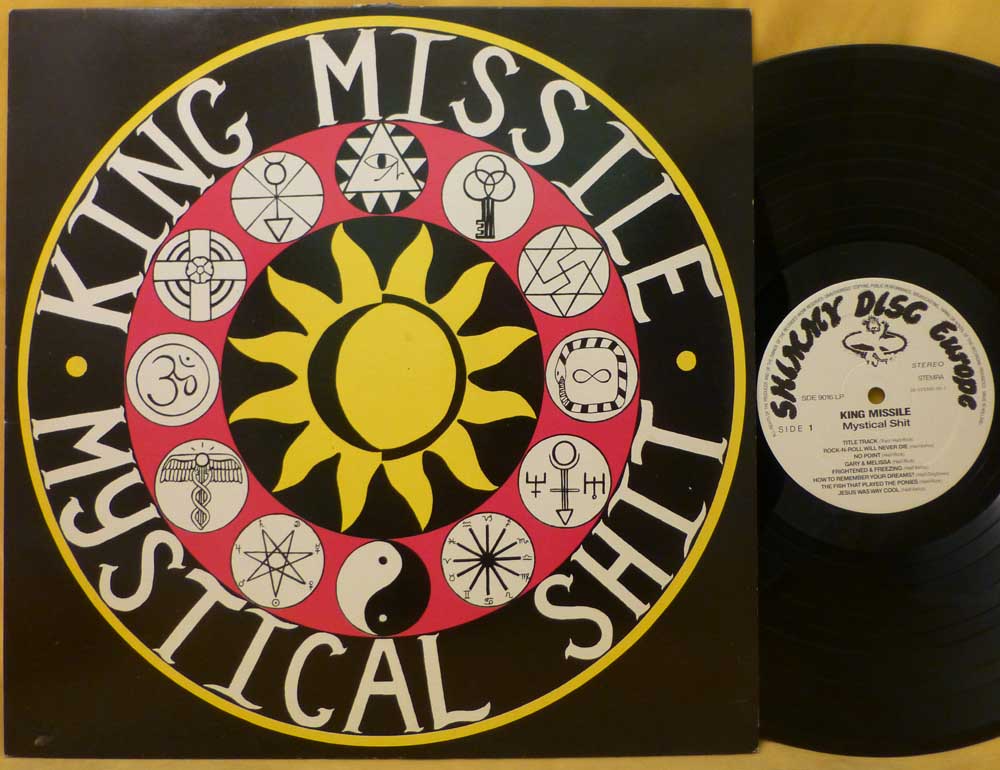 KING MISSILE
MYSTICAL SHIT
SHIMMY DISC Europe
STEREO
STEMRA
SDE 9016 LP
KING MISSILE
Mystical Shit
SIDE 1
TITLE TRACK
ROCK-N-ROLL WILL NEVER DIE
NO POINT
GARY & MELISSA
FRIGHTENED & FREEZING
HOW TO REMEMBER YOUR DREAMS?
THE FISH THAT PLAYED THE PONIES
JESUS WAS WAY COOL